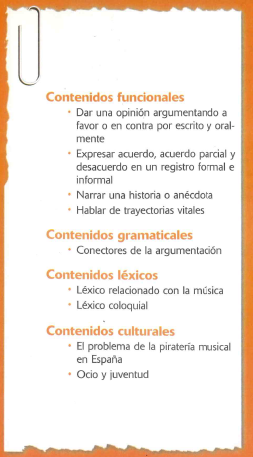 Contenidos funcionales
• Dar una opinión argumentando a
favor o en contra por escrito y oral-
mente
• Expresar acuerdo, acuerdo parcial y
desacuerdo en un registro formal e
informal
• Narrar una historia o anécdota
• Hablar de trayectorias vitales
Contenidos gramaticales
• Conectores de la argumentación
Contenidos léxicos
• Léxico relacionado con la música
• Léxico coloquial
Contenidos culturales
• El problema de la piratería musical
en España
• Ocio y juventud